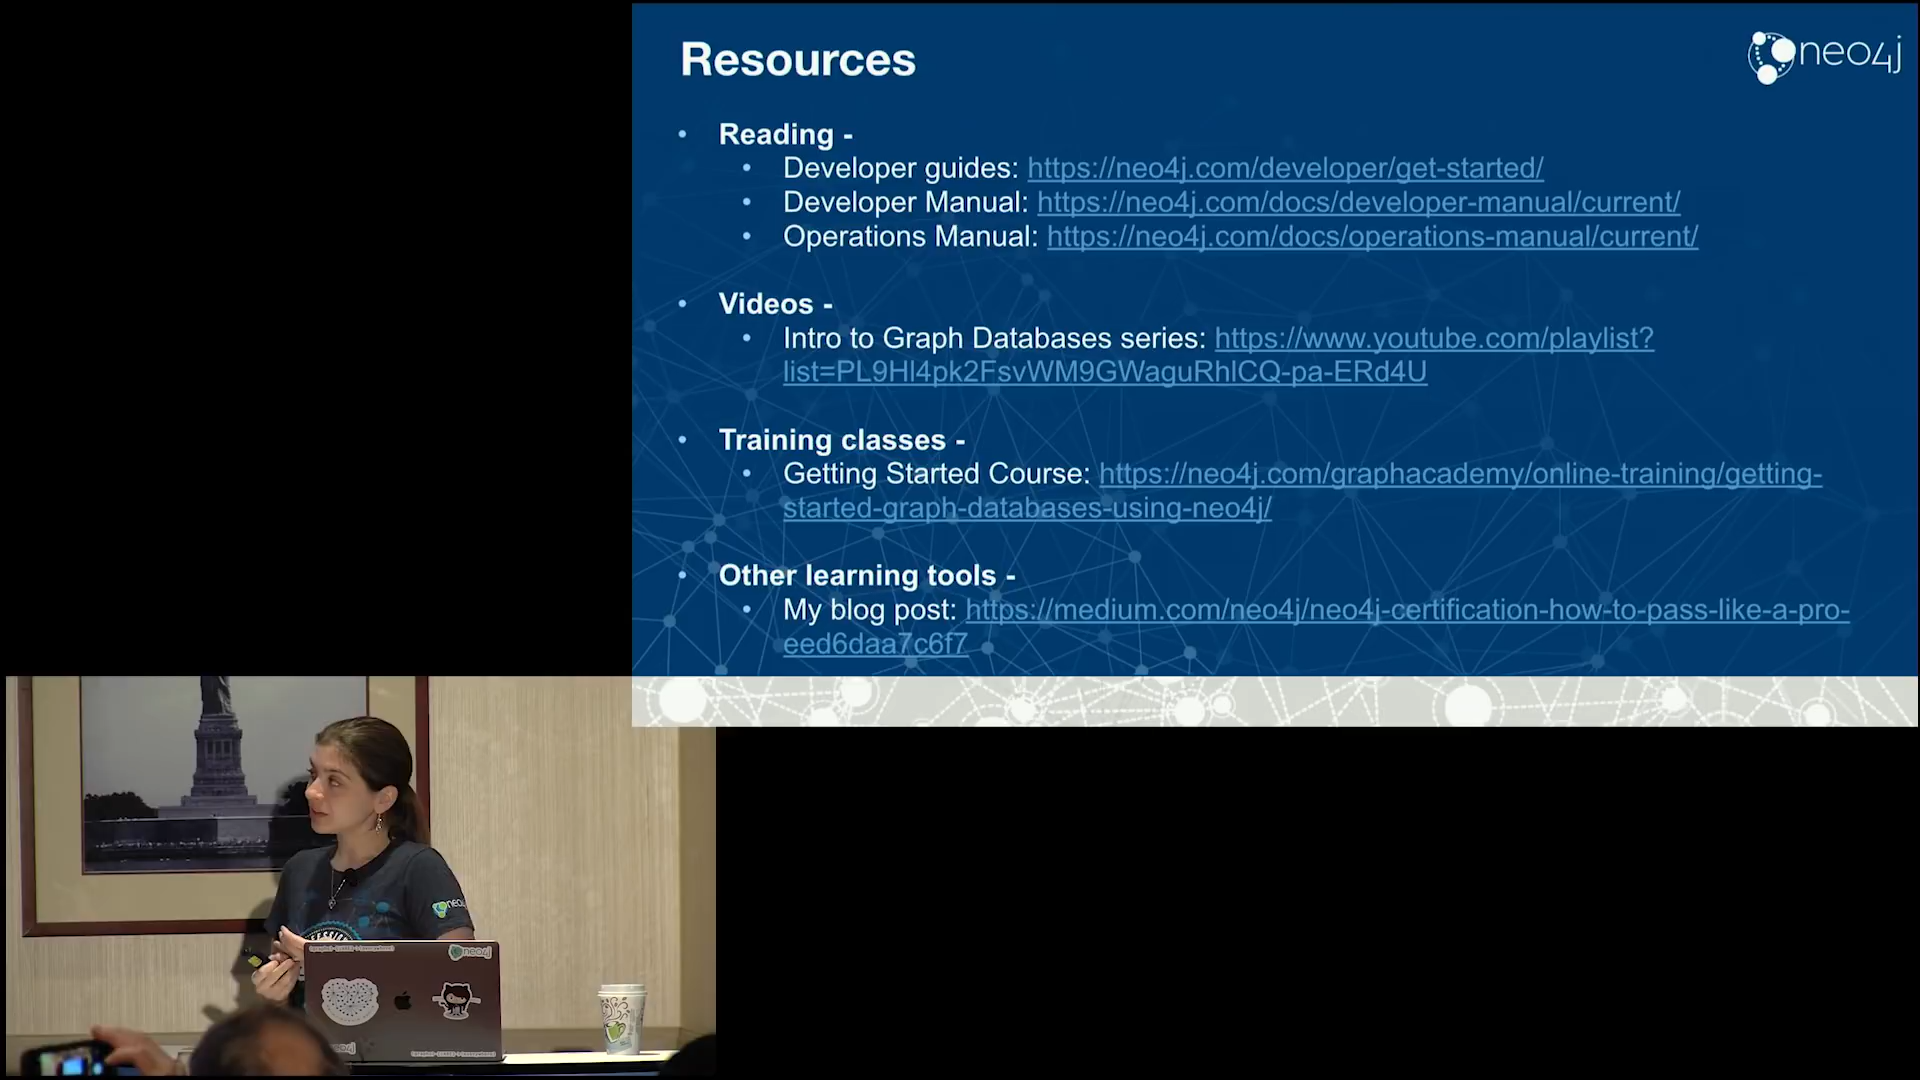 Resources
neo4j
Reading -
Developer guides: https://neo4j.com/developer/get-started/
Developer Manual: https://neo4j.com/docs/developer-manual/current/
Operations Manual: https://neo4j.com/docs/operations-manual/current/
Videos -
Intro to Graph Databases series: https://www.youtube.com/playlist?
list=PL9Hl4pk2FsvWM9GWaguRhlCQ-pa-ERd4U
Training classes -
Getting Started Course: https://neo4j.com/graphacademy/online-training/getting-
started-graph-databases-using-neo4j/
Other learning tools -
My blog post: https://medium.com/neo4j/neo4j-certification-how-to-pass-like-a-pro-
eed6daa7c6f7
neo4j
neo4j